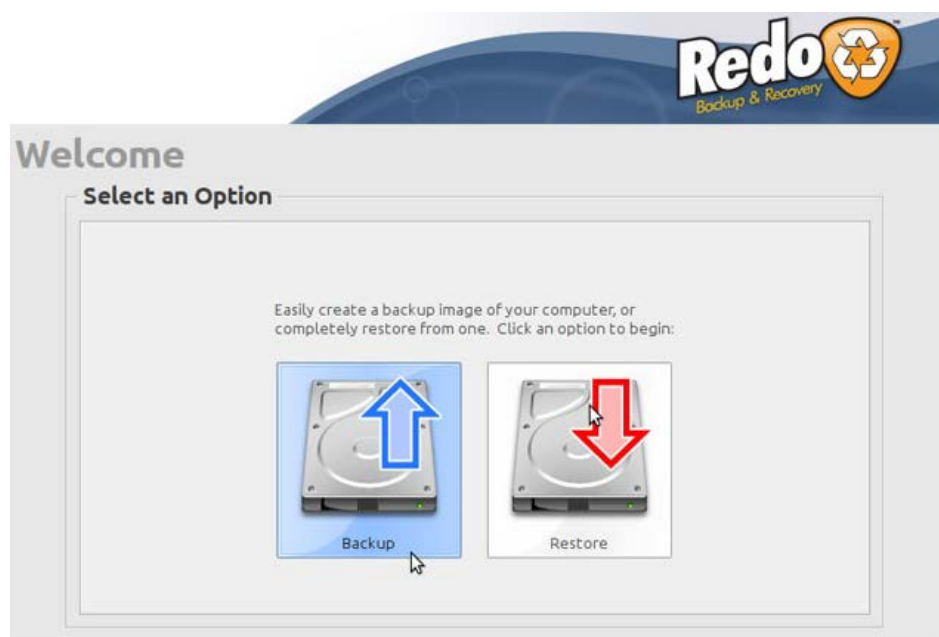 Redo
Backup & Recovery
Welcome
Select an Option
Easily create a backup image of your computer, or
completely restore from one. Click an option to begin:
Backup
Restore